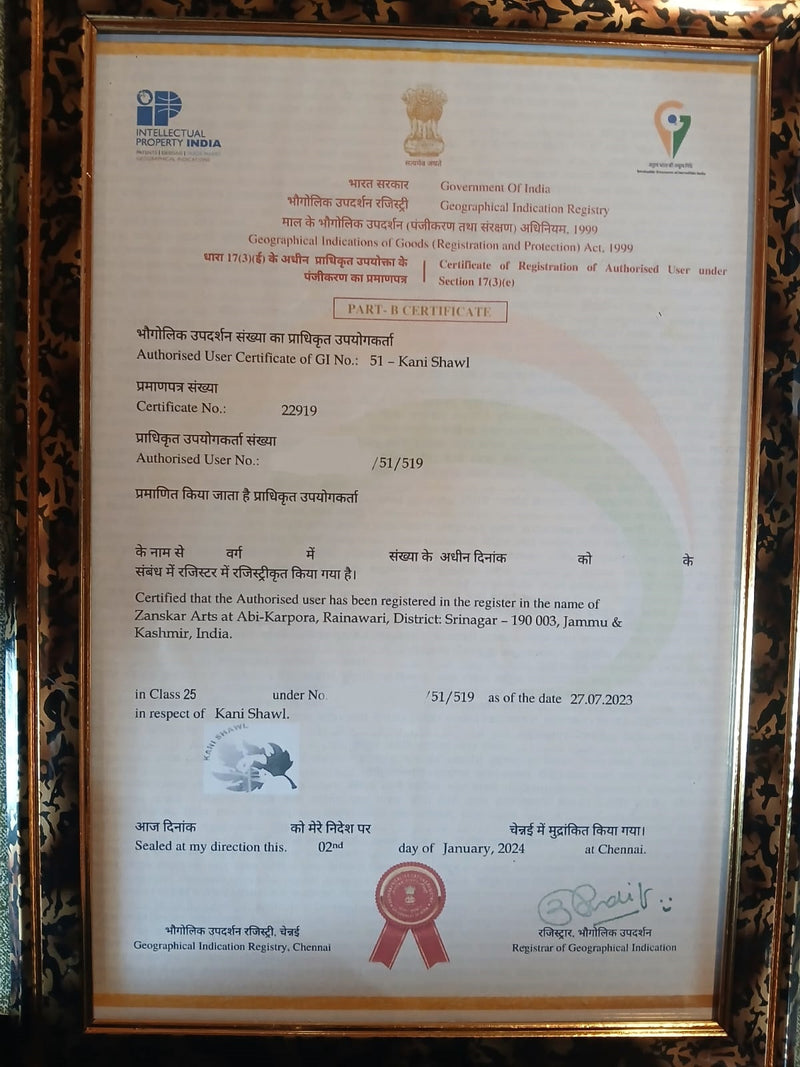 INTELLECTUAL
PROPERTY INDIA
PATENTS | DESIGNS | TRADE MARKS
GEOGRAPHICAL INDICATIONS
सत्यमेव जयते
भारत सरकार Government Of India
भौगोलिक उपदर्शन रजिस्ट्री Geographical Indication Registry
माल के भौगोलिक उपदर्शन (पंजीकरण तथा संरक्षण) अधिनियम, 1999
Geographical Indications of Goods (Registration and Protection) Act, 1999
धारा 17(3)(ई) के अधीन प्राधिकृत उपयोक्ता के
पंजीकरण का प्रमाणपत्र
Certificate of Registration of Authorised User under
Section 17(3)(e)
PART- B CERTIFICATE
भौगोलिक उपदर्शन संख्या का प्राधिकृत उपयोगकर्ता
Authorised User Certificate of GI No.: 51 – Kani Shawl
प्रमाणपत्र संख्या
Certificate No.: 22919
प्राधिकृत उपयोगकर्ता संख्या
Authorised User No.: /51/519
प्रमाणित किया जाता है प्राधिकृत उपयोगकर्ता
के नाम से वर्ग में संख्या के अधीन दिनांक को के
संबंध में रजिस्टर में रजिस्ट्रीकृत किया गया है।
Certified that the Authorised user has been registered in the register in the name of
Zanskar Arts at Abi-Karpora, Rainawari, District: Srinagar – 190 003, Jammu &
Kashmir, India.
in Class 25 under No. /51/519 as of the date 27.07.2023
in respect of Kani Shawl.
KANI SHAWL
आज दिनांक को मेरे निदेश पर चेन्नई में मुद्रांकित किया गया।
Sealed at my direction this. 02nd day of January, 2024 at Chennai.
भौगोलिक उपदर्शन रजिस्ट्री, चेन्नई
Geographical Indication Registry, Chennai
रजिस्ट्रार, भौगोलिक उपदर्शन
Registrar of Geographical Indication